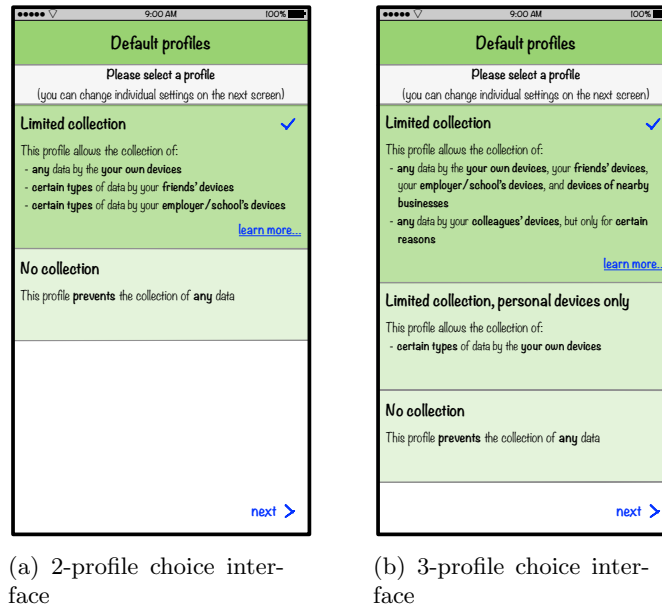 9:00 AM 100%
Default profiles
Please select a profile
(you can change individual settings on the next screen)
Limited collection
This profile allows the collection of:
- any data by the your own devices
- certain types of data by your friends' devices
- certain types of data by your employer/school's devices
learn more...
No collection
This profile prevents the collection of any data
next
(a) 2-profile choice inter-
face
9:00 AM 100%
Default profiles
Please select a profile
(you can change individual settings on the next screen)
Limited collection
This profile allows the collection of:
- any data by the your own devices, your friends' devices,
your employer/school's devices, and devices of nearby
businesses
- any data by your colleagues' devices, but only for certain
reasons
learn more..
Limited collection, personal devices only
This profile allows the collection of:
- certain types of data by the your own devices
No collection
This profile prevents the collection of any data
next
(b) 3-profile choice inter-
face